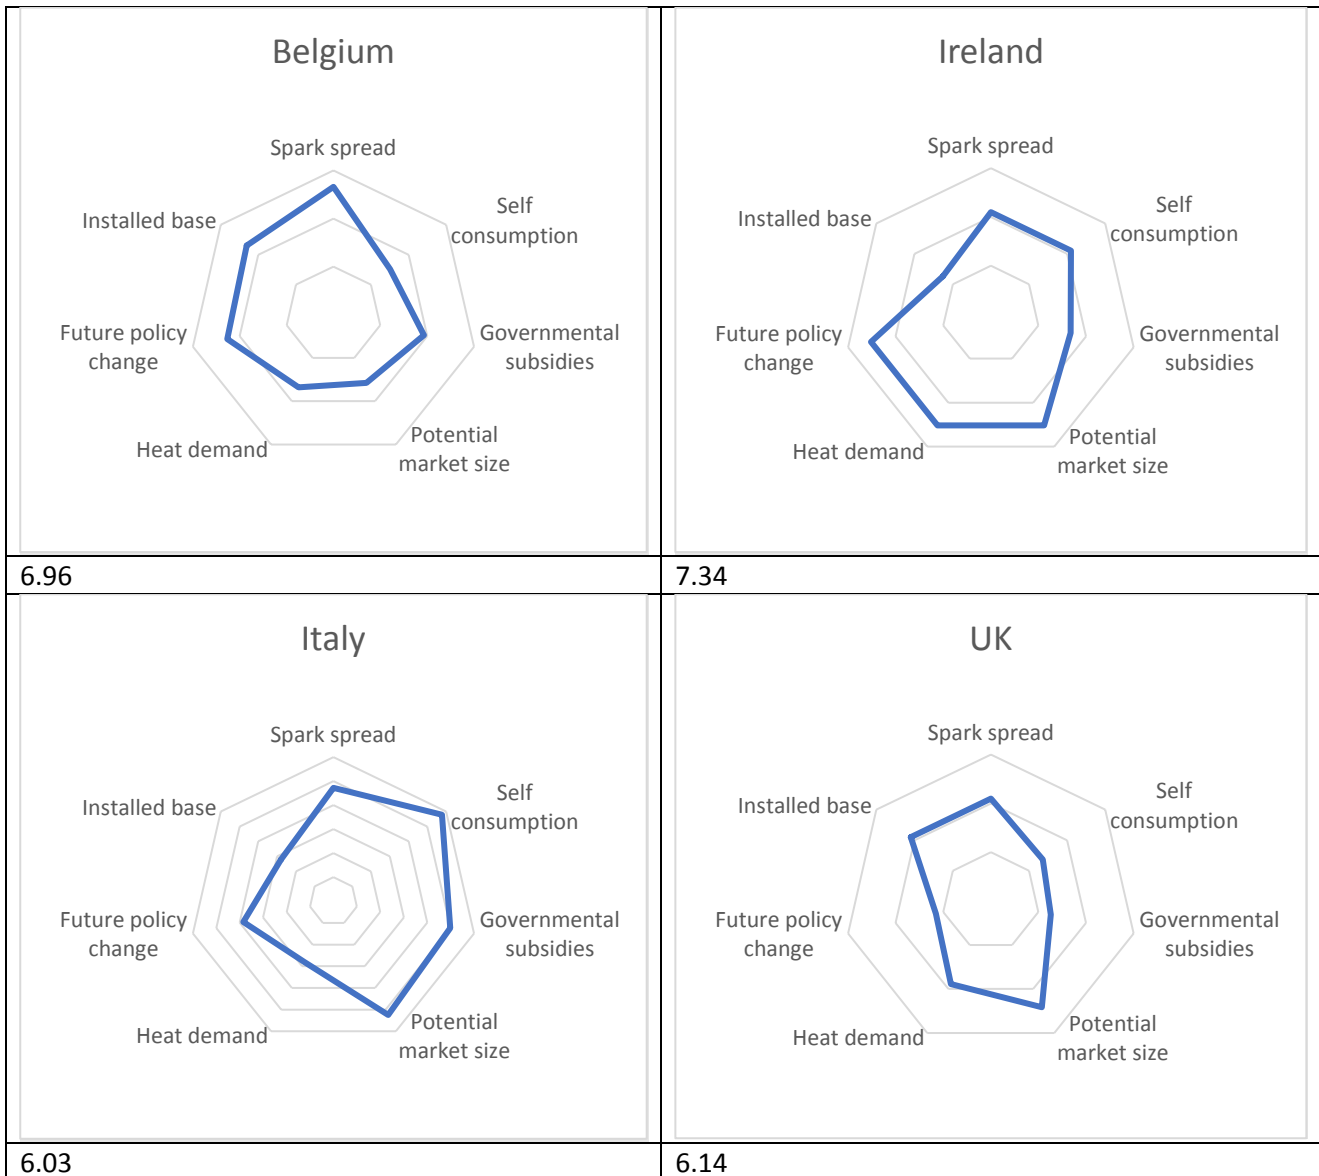 Belgium
Spark spread
Self
consumption
Governmental
subsidies
Potential
market size
Heat demand
Future policy
change
Installed base
6.96
Ireland
Spark spread
Self
consumption
Governmental
subsidies
Potential
market size
Heat demand
Future policy
change
Installed base
7.34
Italy
Spark spread
Self
consumption
Governmental
subsidies
Potential
market size
Heat demand
Future policy
change
Installed base
6.03
UK
Spark spread
Self
consumption
Governmental
subsidies
Potential
market size
Heat demand
Future policy
change
Installed base
6.14